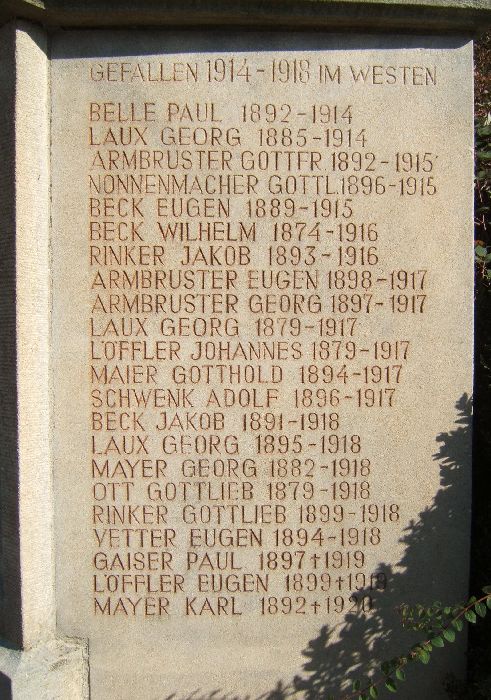 GEFALLEN 1914-1918 IM WESTEN
BELLE PAUL 1892-1914
LAUX GEORG 1885-1914
ARMBRUSTER GOTTFR 1892-1915
NONNENMACHER GOTTL. 1896-1915
BECK EUGEN 1889-1915
BECK WILHELM 1874-1916
RINKER JAKOB 1893-1916
ARMBRUSTER EUGEN 1898-1917
ARMBRUSTER GEORG 1897-1917
LAUX GEORG 1879-1917
LÖFFLER JOHANNES 1879-1917
MAIER GOTTHOLD 1894-1917
SCHWENK ADOLF 1896-1917
BECK JAKOB 1891-1918
LAUX GEORG 1895-1918
MAYER GEORG 1882-1918
OTT GOTTLIEB 1879-1918
RINKER GOTTLIEB 1899-1918
VETTER EUGEN 1894-1918
GAISER PAUL 1897†1919
LÖFFLER EUGEN 1899†1918
MAYER KARL 1892†1920